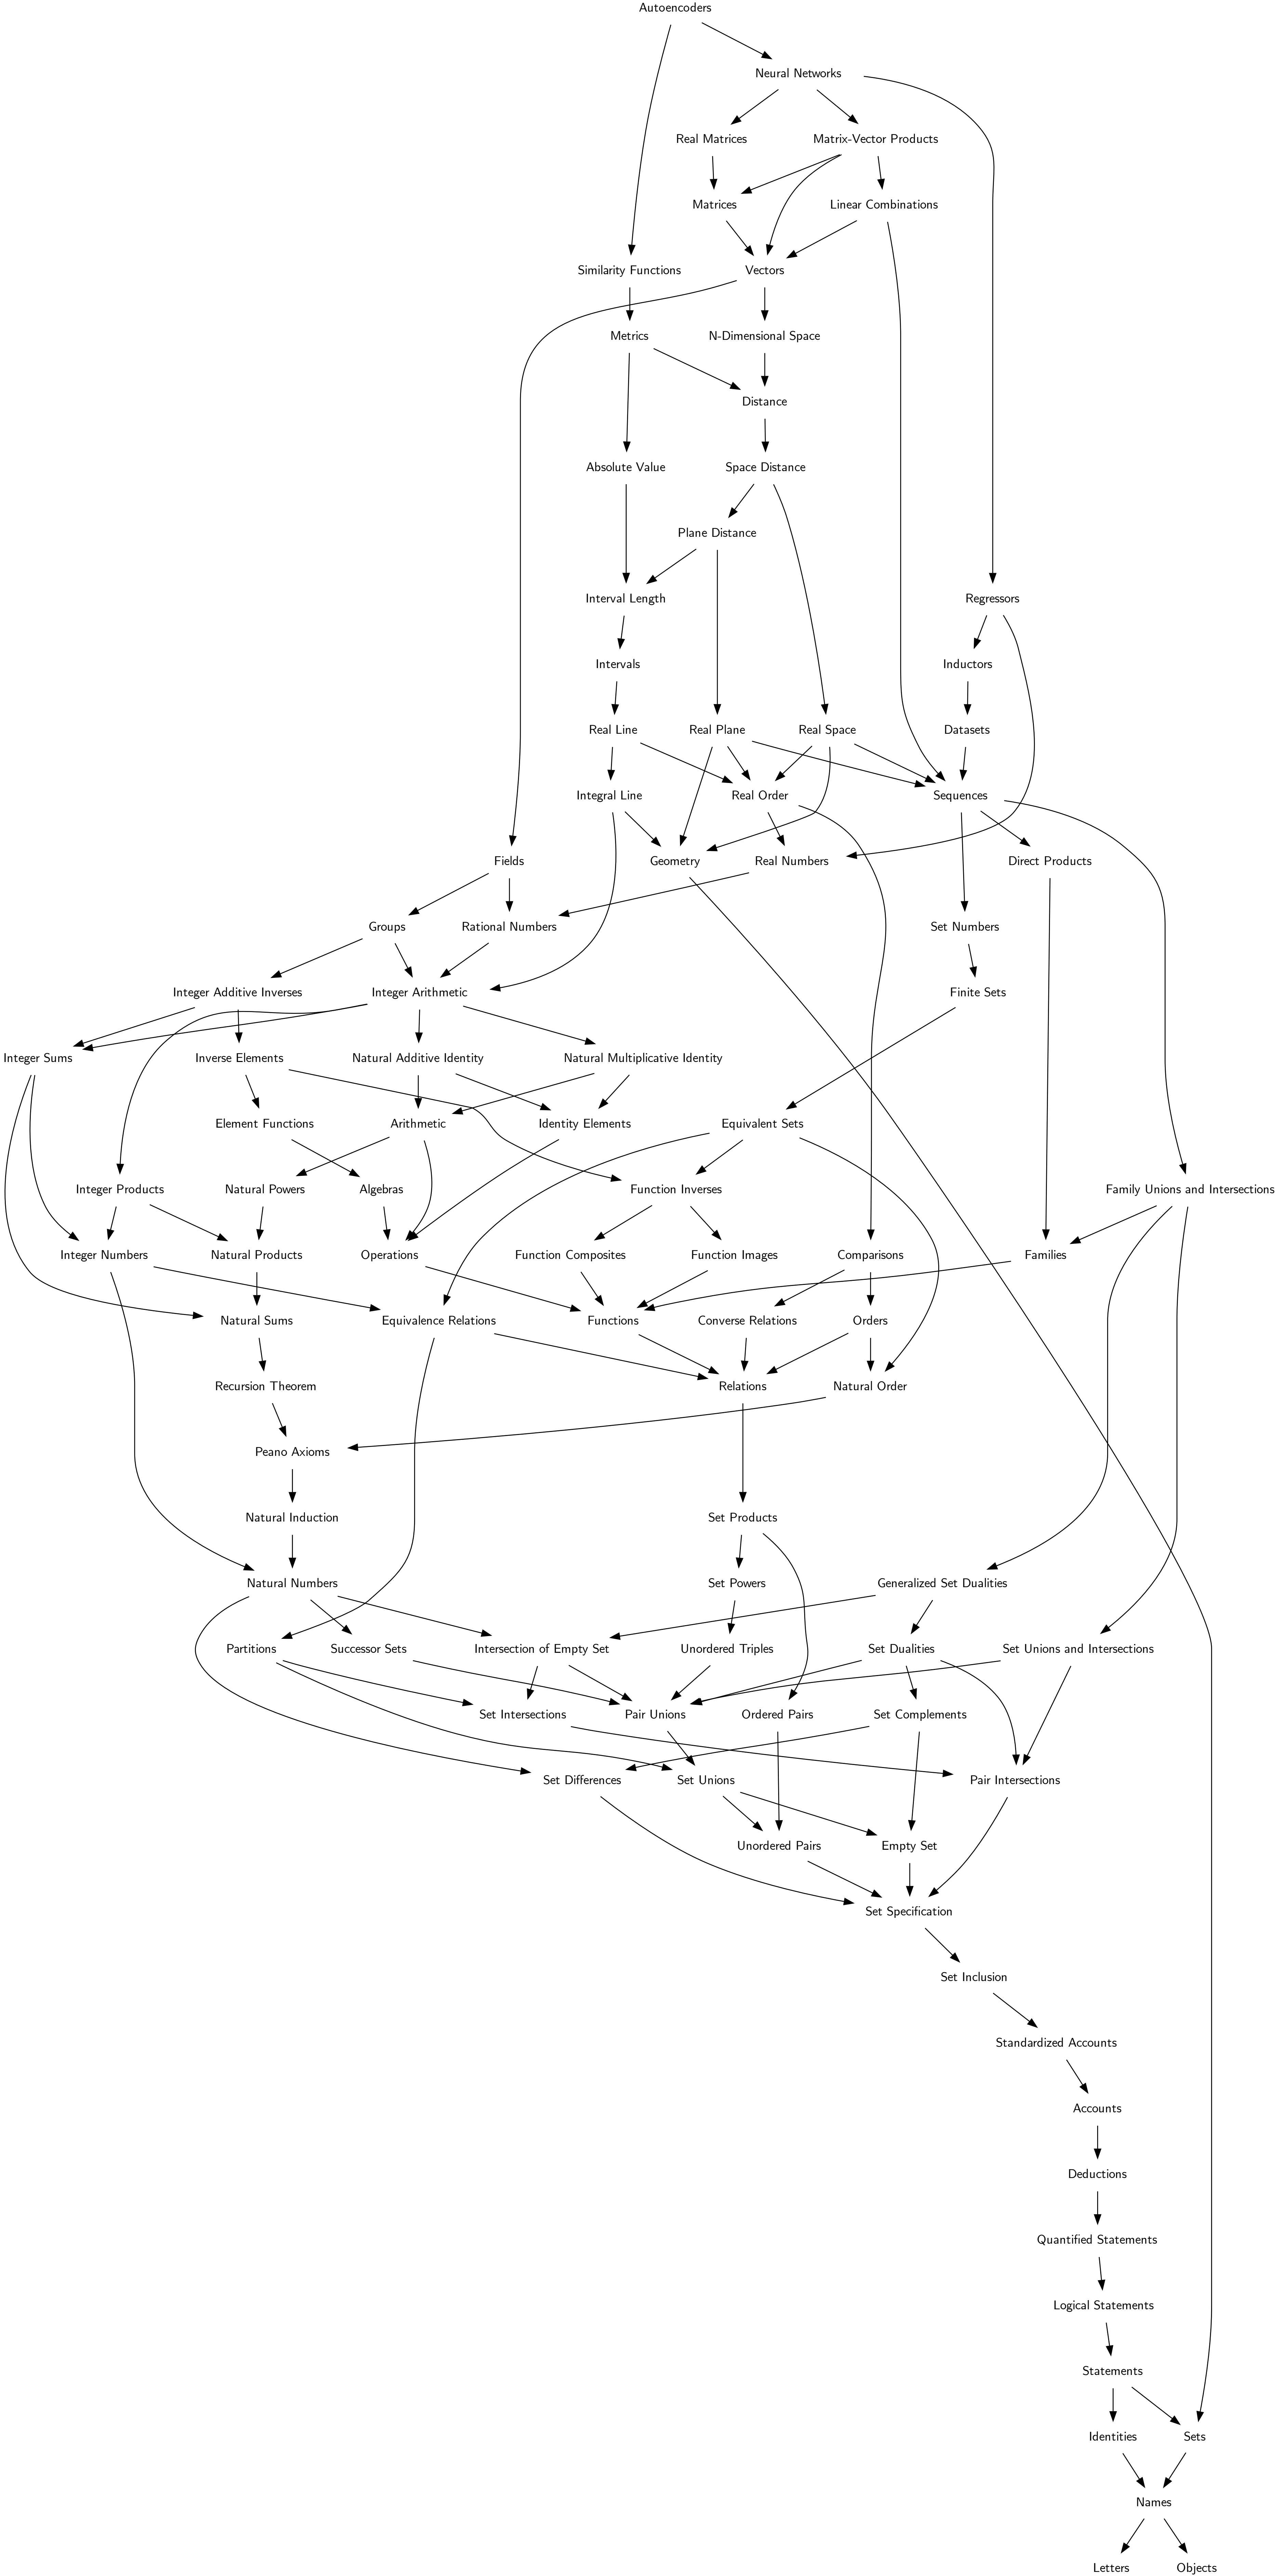 Autoencoders
Neural Networks
Real Matrices
Matrix-Vector Products
Matrices
Linear Combinations
Similarity Functions
Vectors
Metrics
N-Dimensional Space
Distance
Absolute Value
Space Distance
Plane Distance
Interval Length
Regressors
Intervals
Inductors
Real Line
Real Plane
Real Space
Datasets
Integral Line
Real Order
Sequences
Fields
Geometry
Real Numbers
Direct Products
Groups
Rational Numbers
Set Numbers
Integer Additive Inverses
Integer Arithmetic
Finite Sets
Integer Sums
Inverse Elements
Natural Additive Identity
Natural Multiplicative Identity
Element Functions
Arithmetic
Identity Elements
Equivalent Sets
Integer Products
Natural Powers
Algebras
Function Inverses
Family Unions and Intersections
Integer Numbers
Natural Products
Operations
Function Composites
Function Images
Comparisons
Families
Natural Sums
Equivalence Relations
Functions
Converse Relations
Orders
Recursion Theorem
Relations
Natural Order
Peano Axioms
Natural Induction
Set Products
Natural Numbers
Set Powers
Generalized Set Dualities
Partitions
Successor Sets
Intersection of Empty Set
Unordered Triples
Set Dualities
Set Unions and Intersections
Set Intersections
Pair Unions
Ordered Pairs
Set Complements
Set Differences
Set Unions
Pair Intersections
Unordered Pairs
Empty Set
Set Specification
Set Inclusion
Standardized Accounts
Accounts
Deductions
Quantified Statements
Logical Statements
Statements
Identities
Sets
Names
Letters
Objects